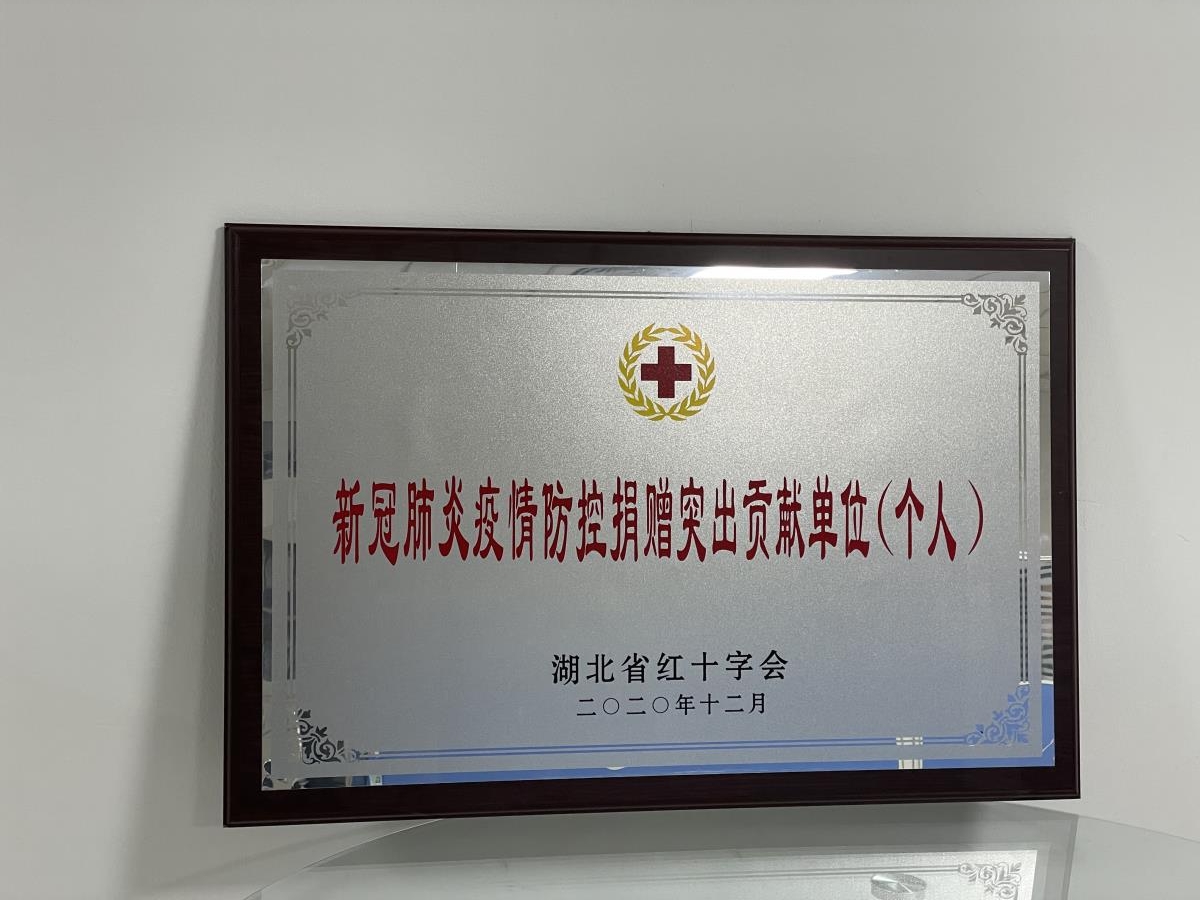 新冠肺炎疫情防控捐赠突出贡献单位(个人)
湖北省红十字会
二〇二〇年十二月